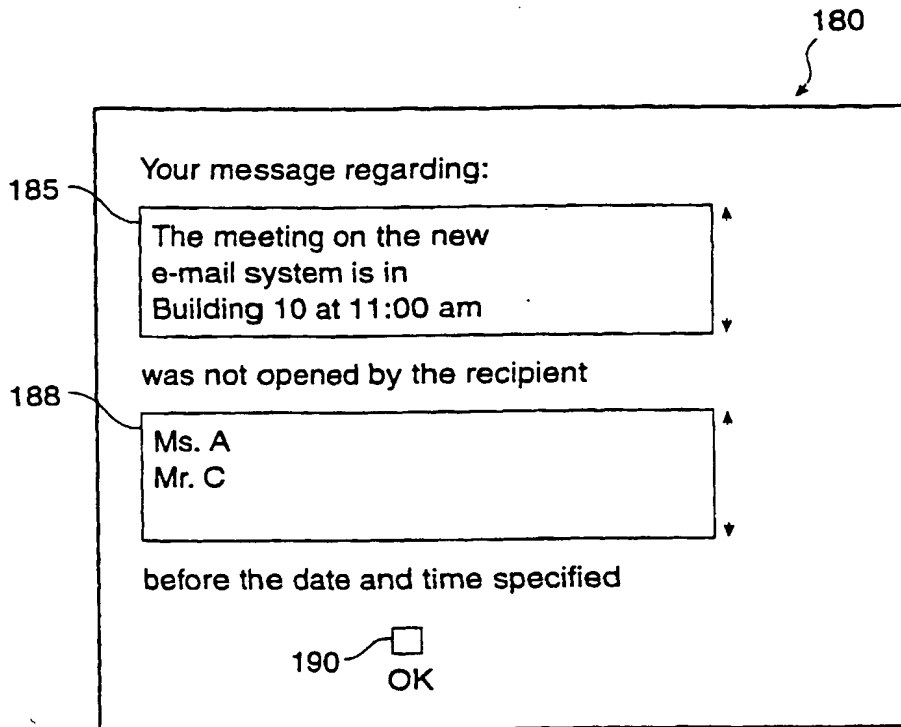 180
Your message regarding:
185
The meeting on the new
e-mail system is in
Building 10 at 11:00 am
was not opened by the recipient
188
Ms. A
Mr. C
before the date and time specified
190
OK